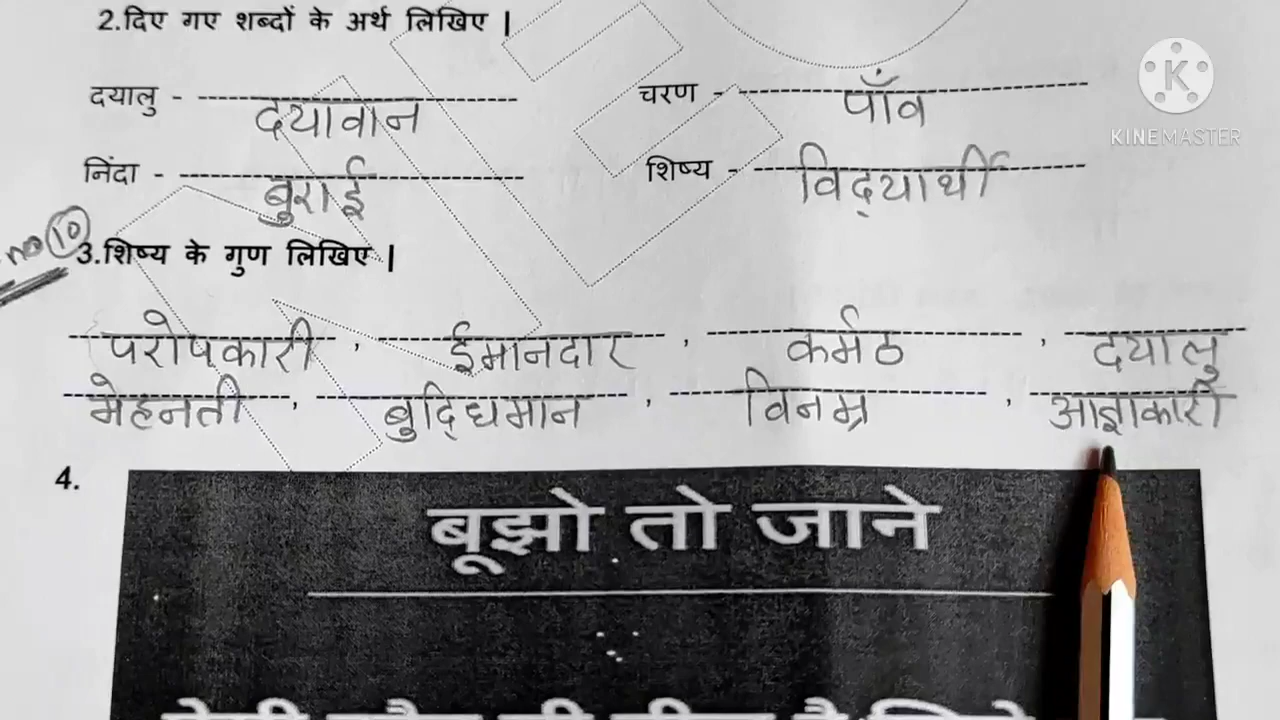 2.दिए गए शब्दों के अर्थ लिखिए |
दयालु - दयावान चरण - पाँव
निंदा - बुराई शिष्य - विद्यार्थी
no 10
3.शिष्य के गुण लिखिए |
परोपकारी , ईमानदार , कर्मठ , दयालु
मेहनती , बुद्धिमान , विनम्र , आज्ञाकारी
4.
बूझो तो जाने
KINEMASTER